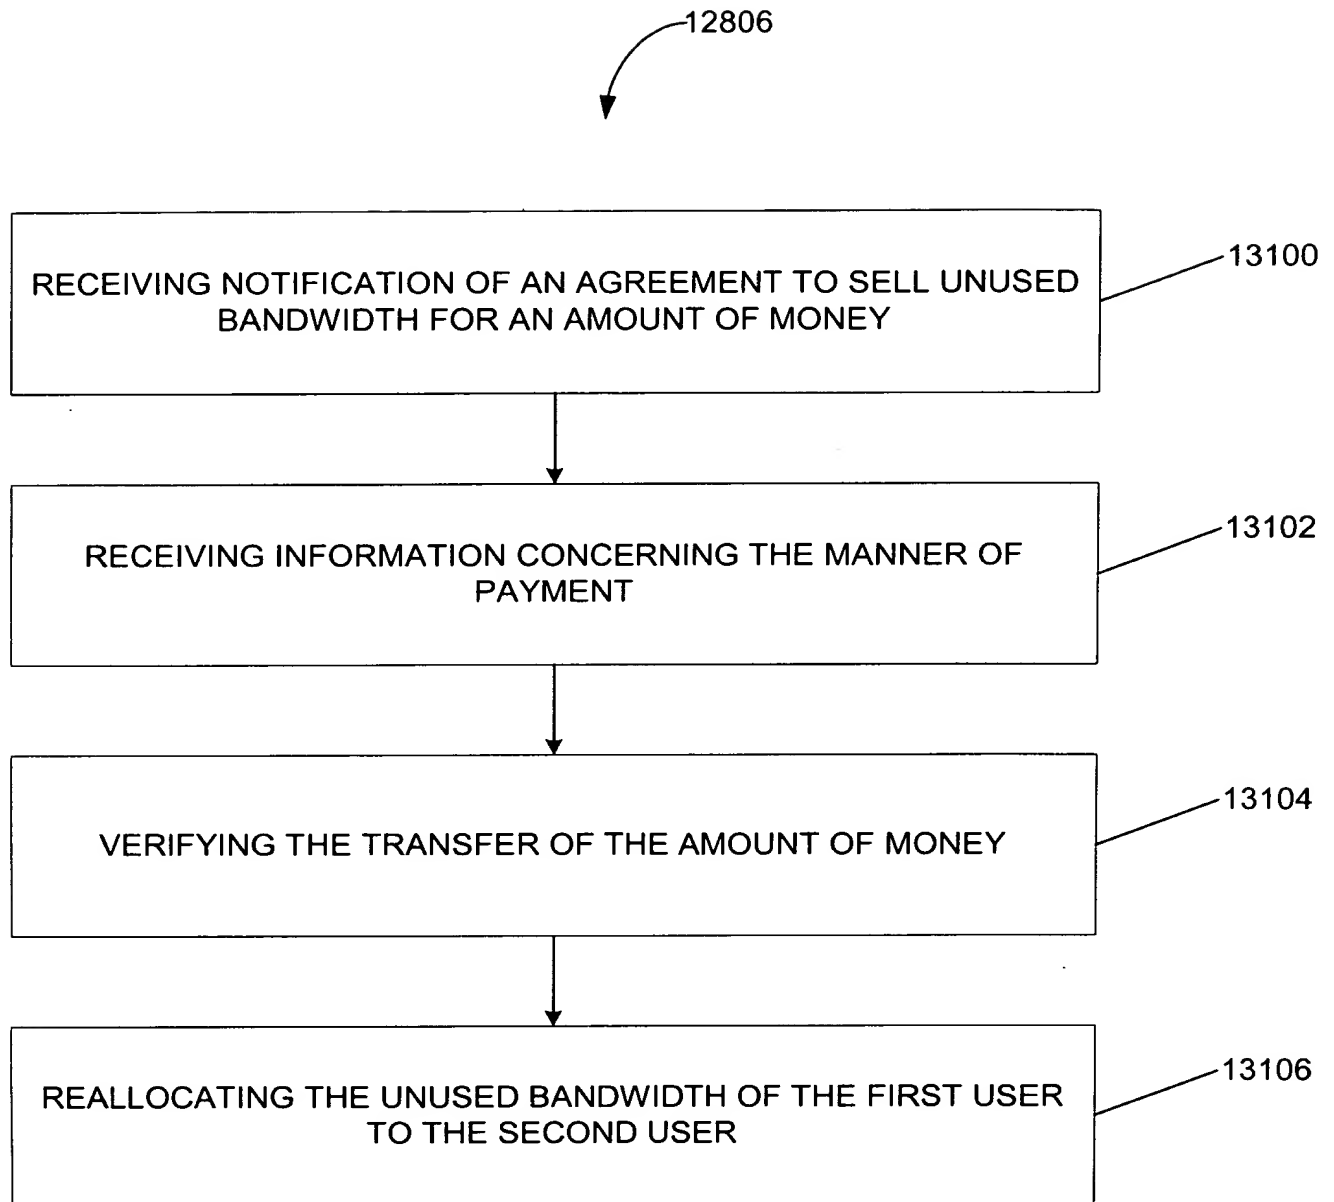 12806
RECEIVING NOTIFICATION OF AN AGREEMENT TO SELL UNUSED
BANDWIDTH FOR AN AMOUNT OF MONEY
13100
RECEIVING INFORMATION CONCERNING THE MANNER OF
PAYMENT
13102
VERIFYING THE TRANSFER OF THE AMOUNT OF MONEY
13104
REALLOCATING THE UNUSED BANDWIDTH OF THE FIRST USER
TO THE SECOND USER
13106